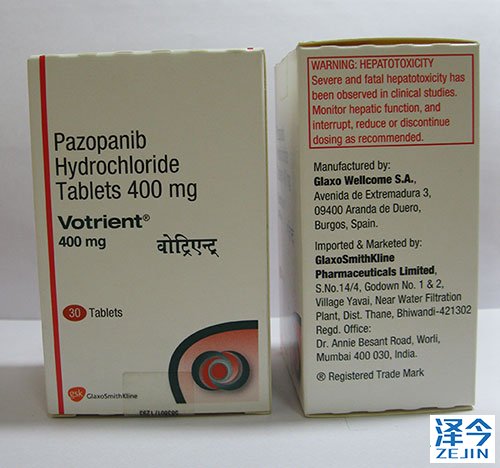 Pazopanib
Hydrochloride
Tablets 400 mg
Votrient®
400 mg
वोट्रिएन्ट्
30 Tablets
gsk GlaxoSmithKline
WARNING: HEPATOTOXICITY
Severe and fatal hepatotoxicity has
been observed in clinical studies.
Monitor hepatic function, and
interrupt, reduce or discontinue
dosing as recommended.
Manufactured by:
Glaxo Wellcome S.A.,
Avenida de Extremadura 3,
09400 Aranda de Duero,
Burgos, Spain.
Imported & Marketed by:
GlaxoSmithKline
Pharmaceuticals Limited,
S.No.14/4, Godown No. 1 & 2,
Village Yavai, Near Water Filtration
Plant, Dist. Thane, Bhiwandi-421302
Regd. Office:
Dr. Annie Besant Road, Worli,
Mumbai 400 030, India.
® Registered Trade Mark
泽今
ZEJIN